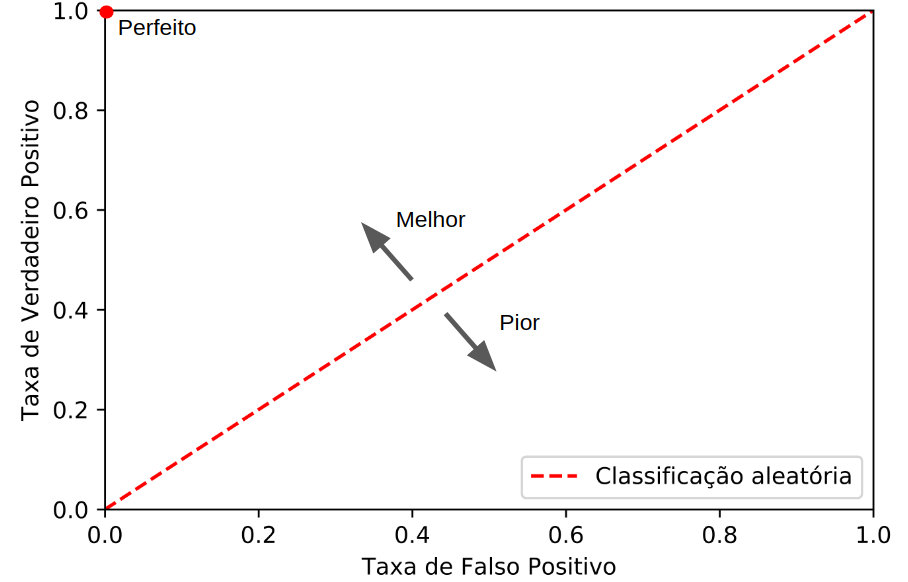 1.0
Perfeito
0.8
0.6
Melhor
0.4
Pior
0.2
0.0
Taxa de Verdadeiro Positivo
Classificação aleatória
0.0 0.2 0.4 0.6 0.8 1.0
Taxa de Falso Positivo